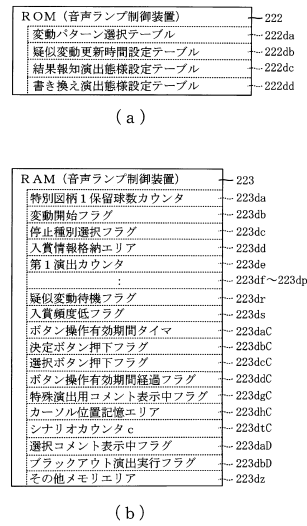 ROM（音声ランプ制御装置） 222
変動パターン選択テーブル 222da
疑似変動更新時間設定テーブル 222db
結果報知演出態様設定テーブル 222dc
書き換え演出態様設定テーブル 222dd
(a)
RAM（音声ランプ制御装置） 223
特別図柄1保留球数カウンタ 223da
変動開始フラグ 223db
停止種別選択フラグ 223dc
入賞情報格納エリア 223dd
第1演出カウンタ 223de
： 223df～223dp
疑似変動待機フラグ 223dr
入賞頻度低フラグ 223ds
ボタン操作有効期間タイマ 223daC
決定ボタン押下フラグ 223dbC
選択ボタン押下フラグ 223dcC
ボタン操作有効期間経過フラグ 223ddC
特殊演出用コメント表示中フラグ 223dgC
カーソル位置記憶エリア 223dhC
シナリオカウンタc 223dtC
選択コメント表示中フラグ 223daD
ブラックアウト演出実行フラグ 223dbD
その他メモリエリア 223dz
(b)